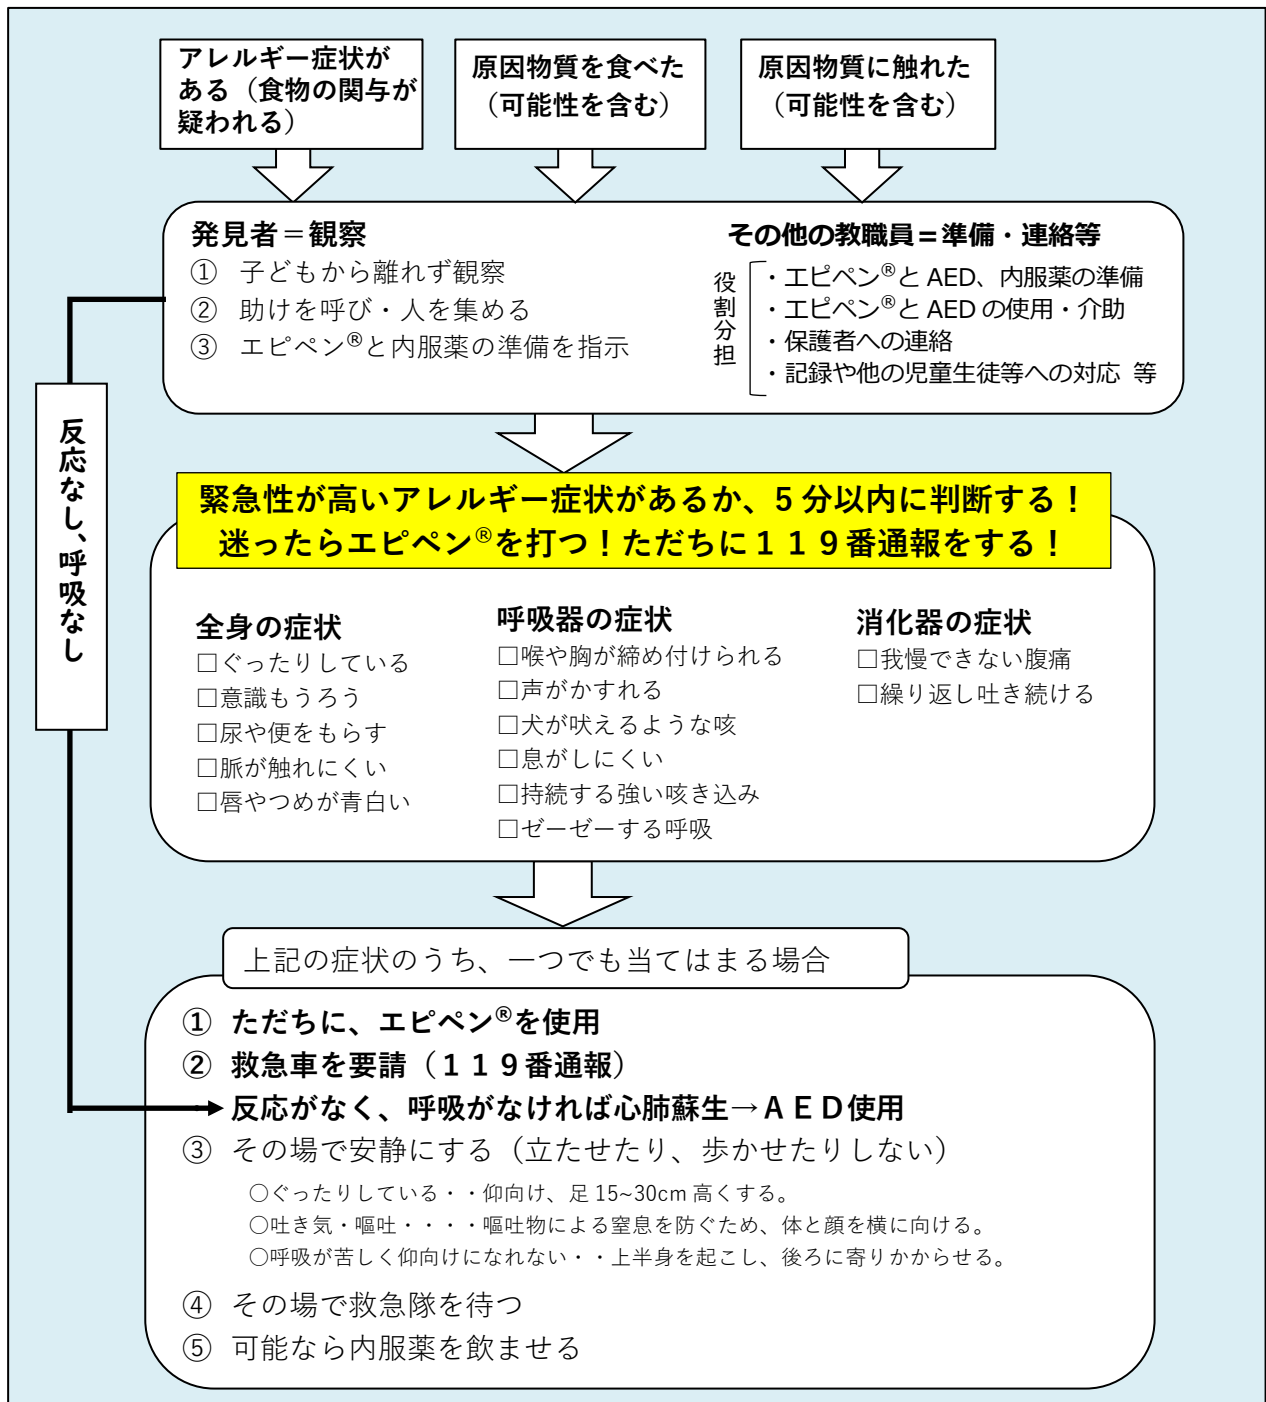 アレルギー症状が
ある（食物の関与が
疑われる）
原因物質を食べた
（可能性を含む）
原因物質に触れた
（可能性を含む）
発見者＝観察
① 子どもから離れず観察
② 助けを呼び・人を集める
③ エピペン®と内服薬の準備を指示
その他の教職員＝準備・連絡等
役割分担
・エピペン®と AED、内服薬の準備
・エピペン®と AED の使用・介助
・保護者への連絡
・記録や他の児童生徒等への対応 等
反応なし、呼吸なし
緊急性が高いアレルギー症状があるか、5 分以内に判断する！
迷ったらエピペン®を打つ！ただちに１１９番通報をする！
全身の症状
□ぐったりしている
□意識もうろう
□尿や便をもらす
□脈が触れにくい
□唇やつめが青白い
呼吸器の症状
□喉や胸が締め付けられる
□声がかすれる
□犬が吠えるような咳
□息がしにくい
□持続する強い咳き込み
□ゼーゼーする呼吸
消化器の症状
□我慢できない腹痛
□繰り返し吐き続ける
上記の症状のうち、一つでも当てはまる場合
① ただちに、エピペン®を使用
② 救急車を要請（１１９番通報）
反応がなく、呼吸がなければ心肺蘇生→ＡＥＤ使用
③ その場で安静にする（立たせたり、歩かせたりしない）
○ぐったりしている・・仰向け、足 15~30cm 高くする。
○吐き気・嘔吐・・・・嘔吐物による窒息を防ぐため、体と顔を横に向ける。
○呼吸が苦しく仰向けになれない・・上半身を起こし、後ろに寄りかからせる。
④ その場で救急隊を待つ
⑤ 可能なら内服薬を飲ませる